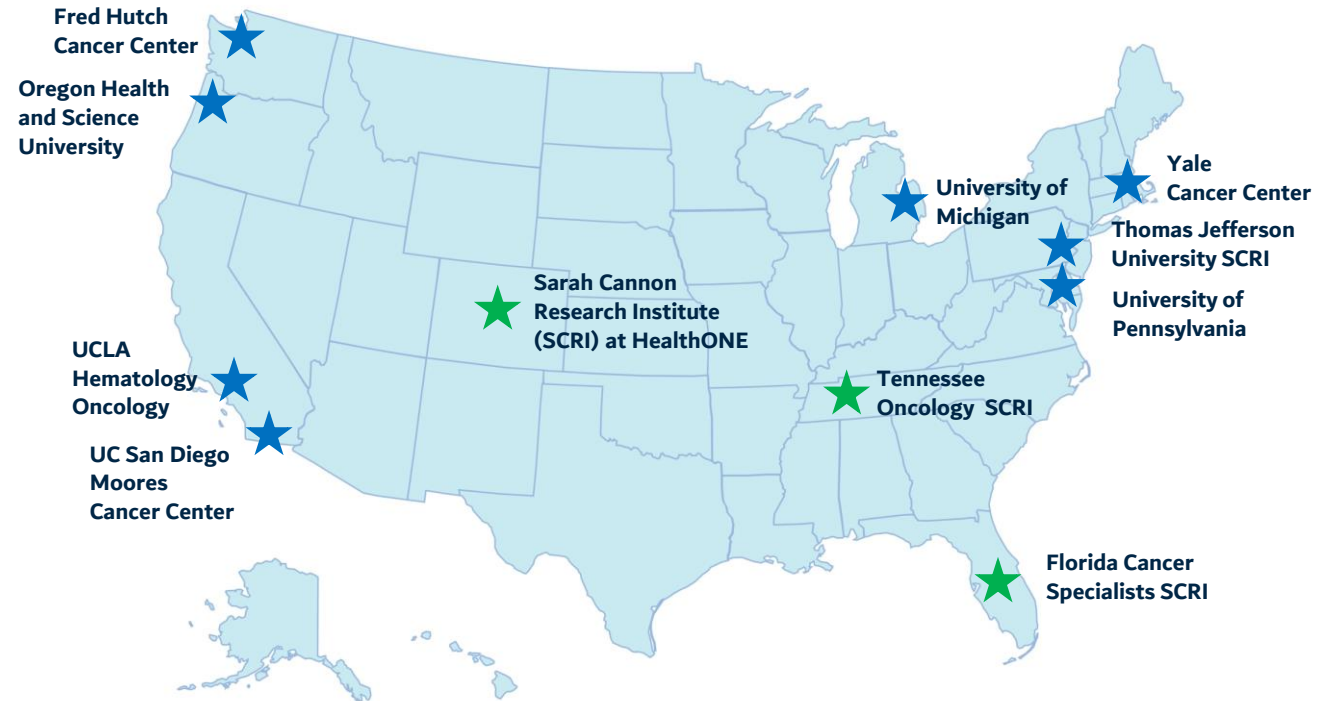 Fred Hutch
Cancer Center
Oregon Health
and Science
University
Yale
Cancer Center
University of
Michigan
Thomas Jefferson
University SCRI
University of
Pennsylvania
Sarah Cannon
Research Institute
(SCRI) at HealthONE
UCLA
Hematology
Oncology
Tennessee
Oncology SCRI
UC San Diego
Moores
Cancer Center
Florida Cancer
Specialists SCRI